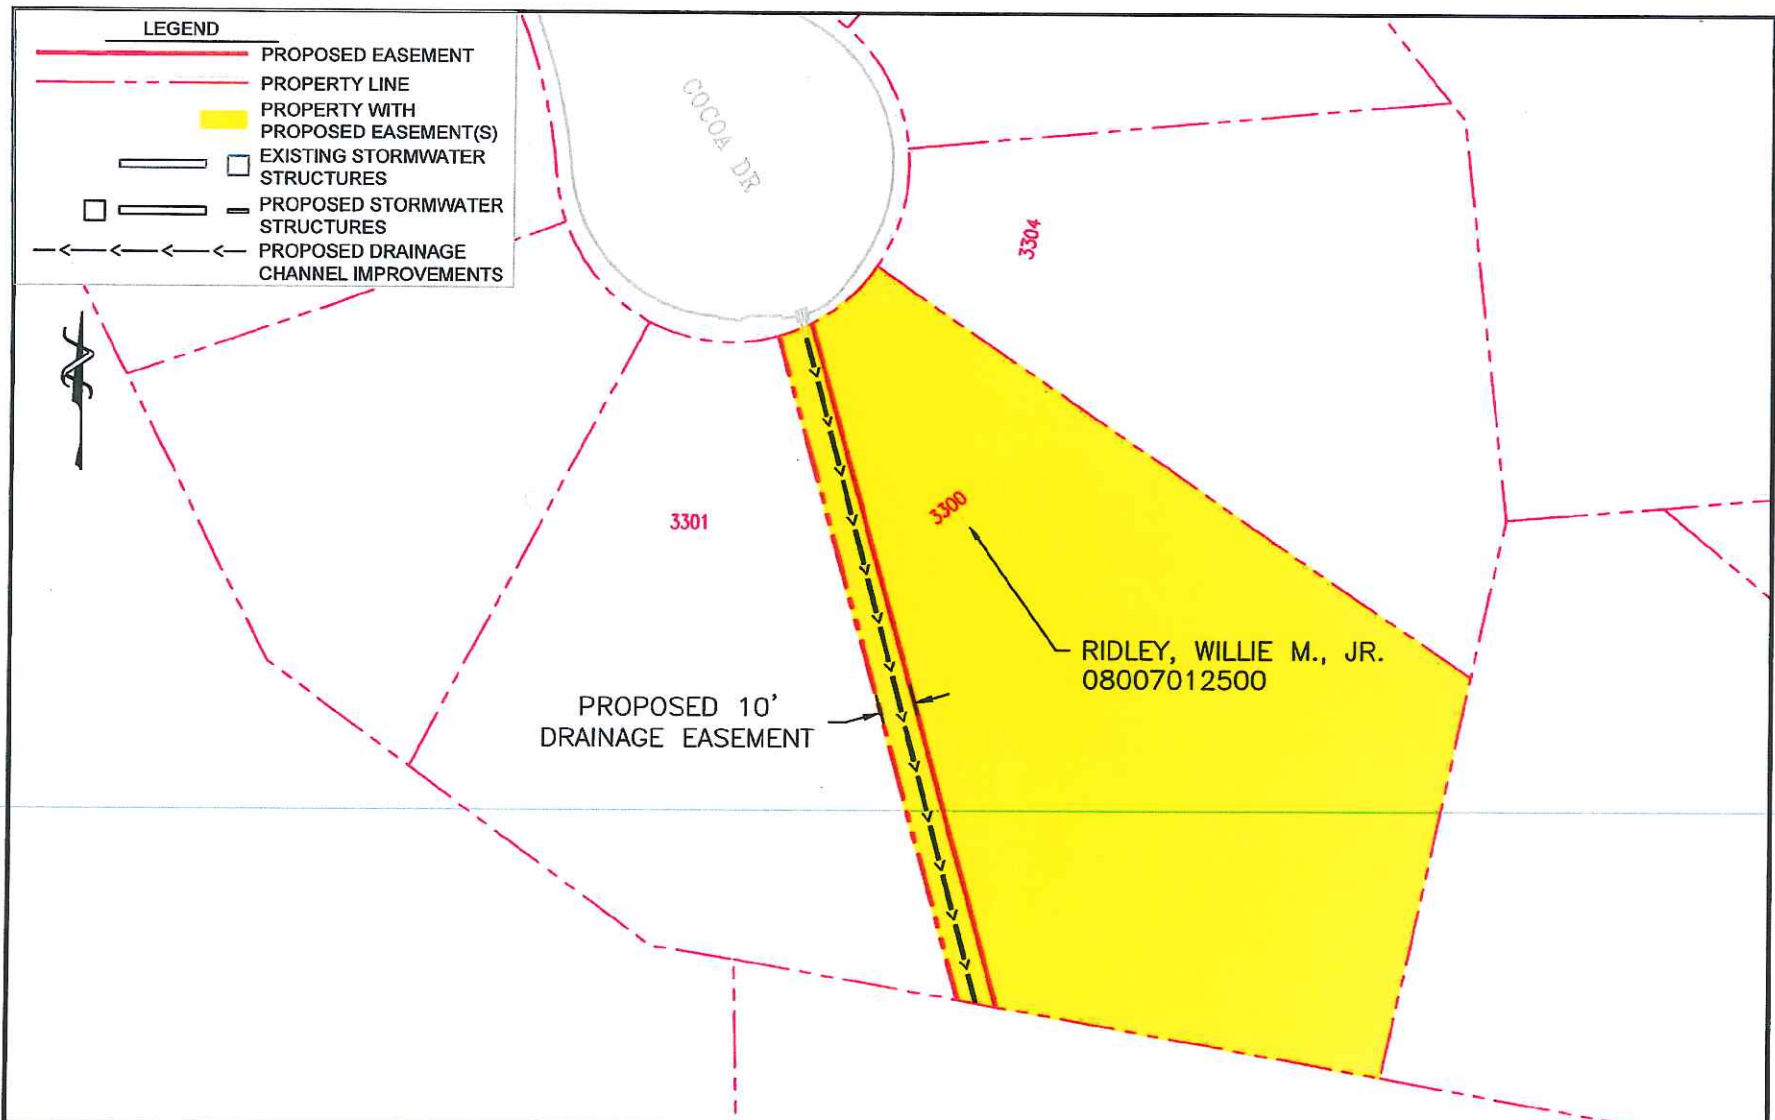 LEGEND
PROPOSED EASEMENT
PROPERTY LINE
PROPERTY WITH
PROPOSED EASEMENT(S)
EXISTING STORMWATER
STRUCTURES
PROPOSED STORMWATER
STRUCTURES
PROPOSED DRAINAGE
CHANNEL IMPROVEMENTS
COCOA DR
3304
3301
3300
RIDLEY, WILLIE M., JR.
08007012500
PROPOSED 10'
DRAINAGE EASEMENT